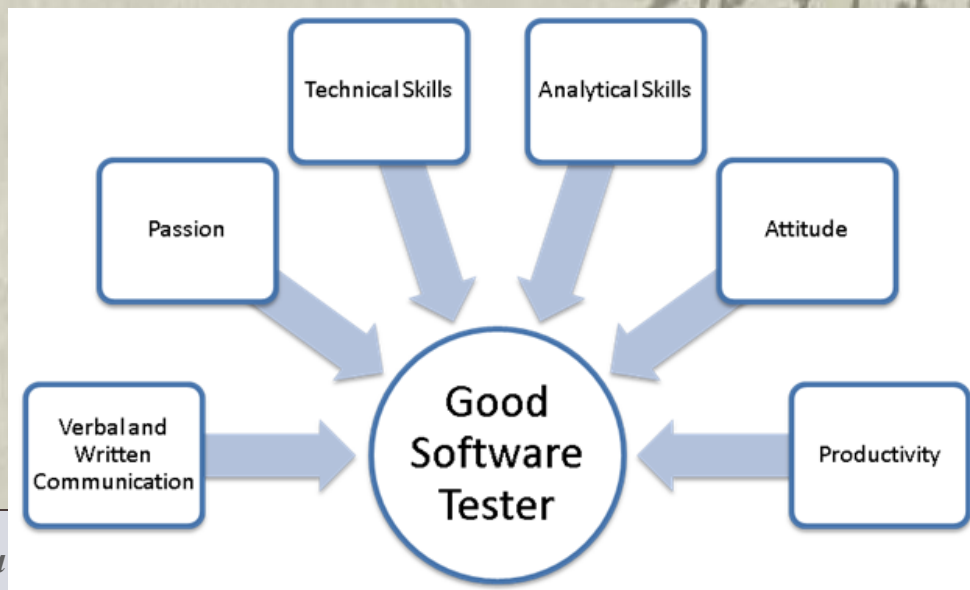 Technical Skills
Analytical Skills
Passion
Attitude
Verbal and
Written
Communication
Good
Software
Tester
Productivity